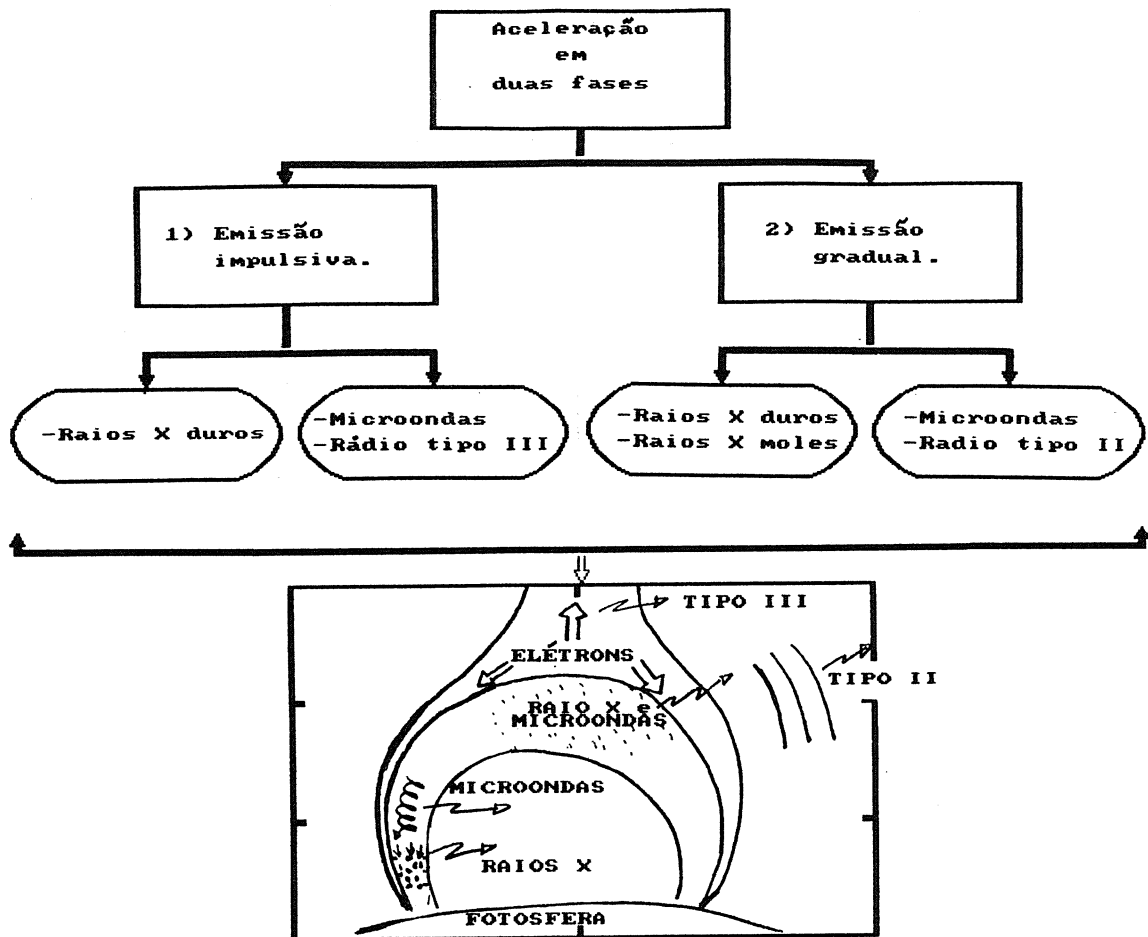 Aceleração
em
duas fases
1) Emissão
impulsiva.
2) Emissão
gradual.
-Raios X duros
-Microondas
-Rádio tipo III
-Raios X duros
-Raios X moles
-Microondas
-Radio tipo II
TIPO III
ELÉTRONS
TIPO II
RAIO X e
MICROONDAS
MICROONDAS
RAIOS X
FOTOSFERA